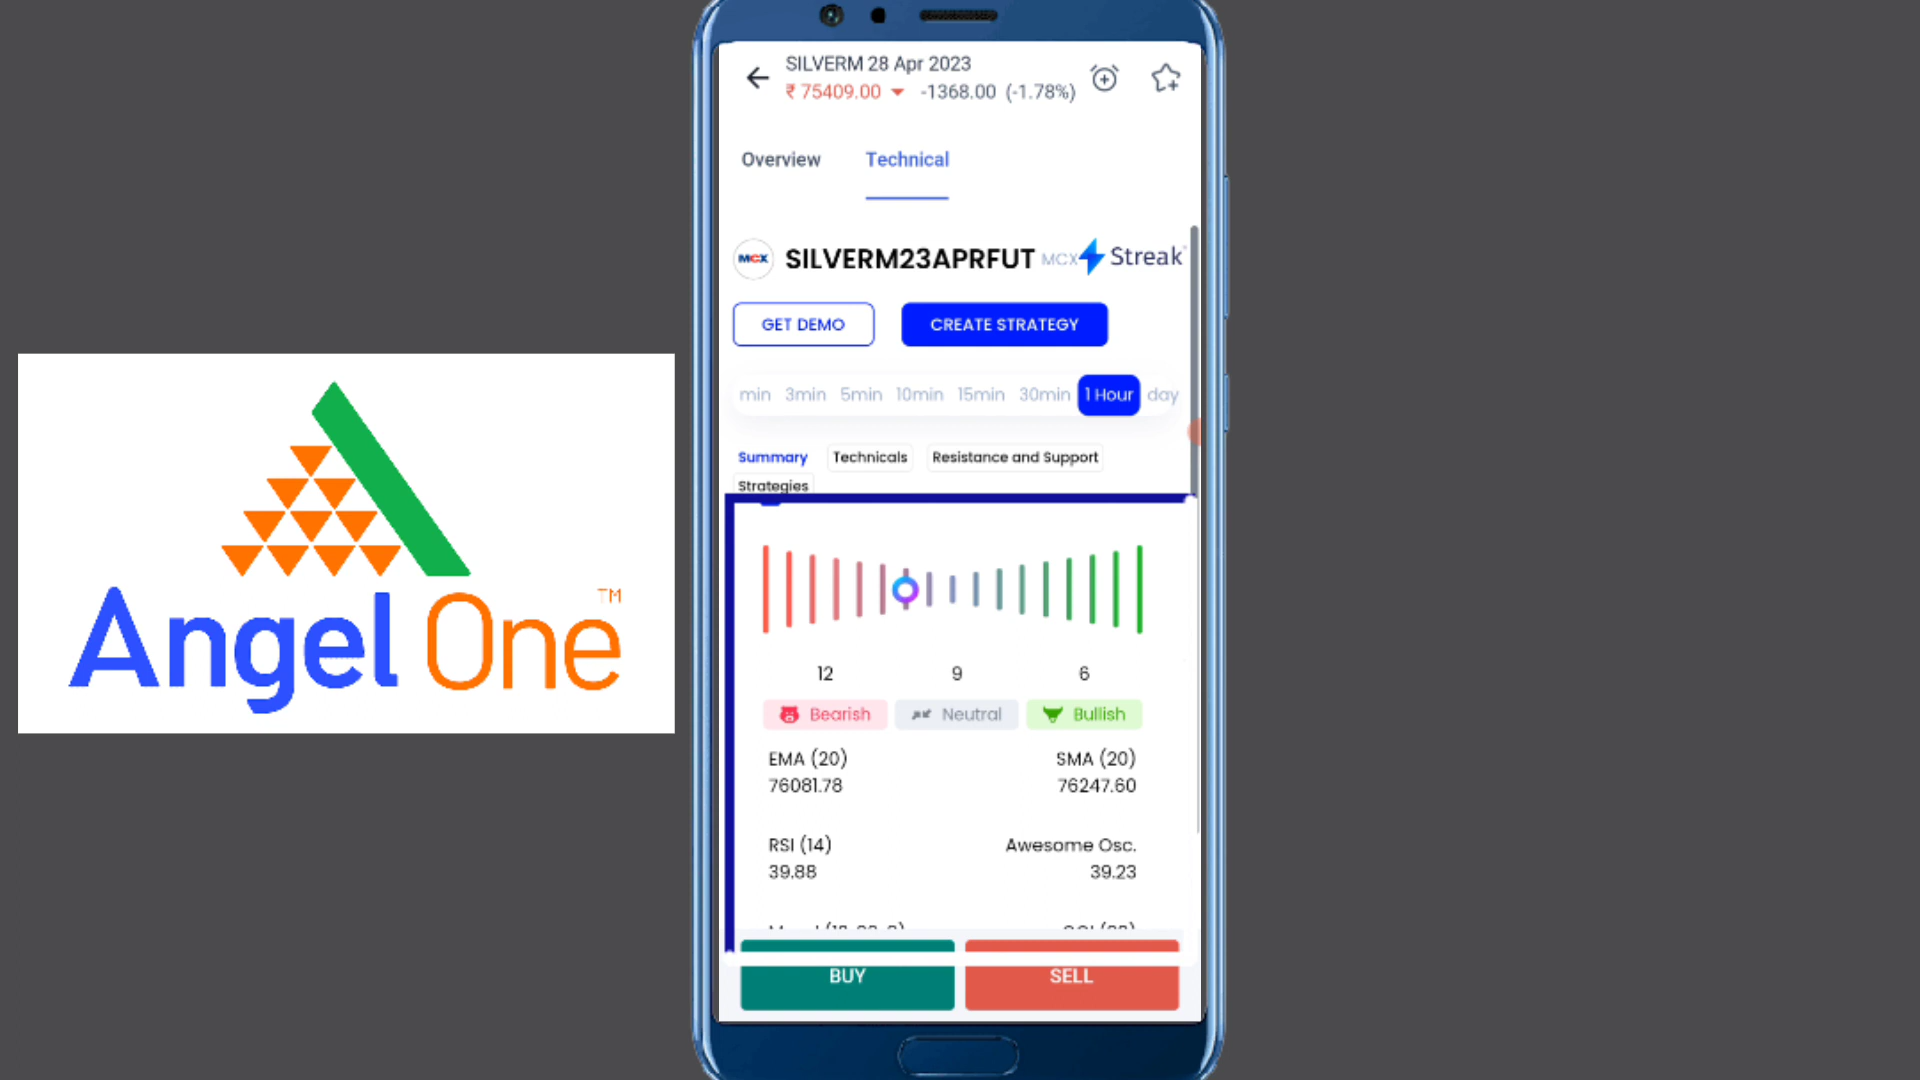 SILVERM 28 Apr 2023
₹ 75409.00 -1368.00 (-1.78%)
Overview Technical
MCX SILVERM23APRFUT MCX Streak
GET DEMO CREATE STRATEGY
min 3min 5min 10min 15min 30min 1 Hour day
Summary Technicals Resistance and Support
Strategies
12 9 6
Bearish Neutral Bullish
EMA (20) SMA (20)
76081.78 76247.60
RSI (14) Awesome Osc.
39.88 39.23
BUY SELL
Angel One TM